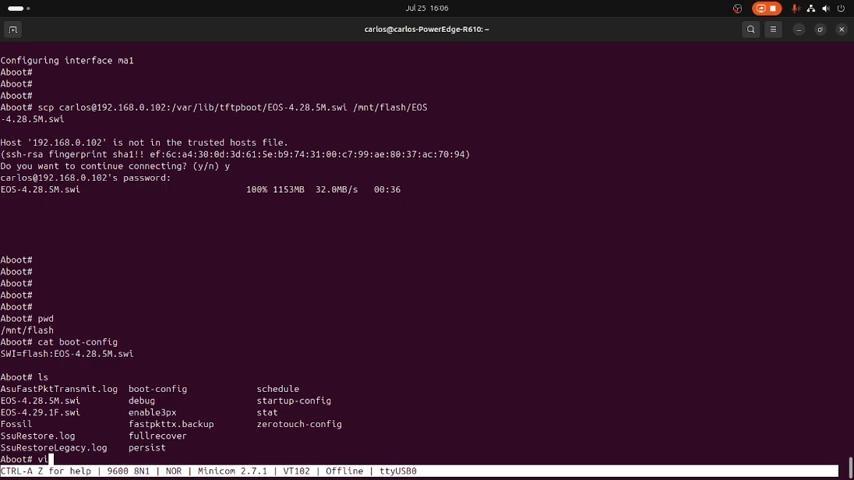 Jul 25 16:06
carlos@carlos-PowerEdge-R610: ~
Configuring interface ma1
Aboot#
Aboot#
Aboot#
Aboot# scp carlos@192.168.0.102:/var/lib/tftpboot/EOS-4.28.5M.swi /mnt/flash/EOS
-4.28.5M.swi
Host '192.168.0.102' is not in the trusted hosts file.
(ssh-rsa fingerprint sha1!! ef:6c:a4:30:0d:3d:61:5e:b9:74:31:00:c7:99:ae:80:37:ac:70:94)
Do you want to continue connecting? (y/n) y
carlos@192.168.0.102's password:
EOS-4.28.5M.swi 100% 1153MB 32.0MB/s 00:36
Aboot#
Aboot#
Aboot#
Aboot#
Aboot#
Aboot# pwd
/mnt/flash
Aboot# cat boot-config
SWI=flash:EOS-4.28.5M.swi
Aboot# ls
AsuFastPktTransmit.log boot-config schedule
EOS-4.28.5M.swi debug startup-config
EOS-4.29.1F.swi enable3px stat
Fossil fastpkttx.backup zerotouch-config
SsuRestore.log fullrecover
SsuRestoreLegacy.log persist
Aboot# vi
CTRL-A Z for help | 9600 8N1 | NOR | Minicom 2.7.1 | VT102 | Offline | ttyUSB0